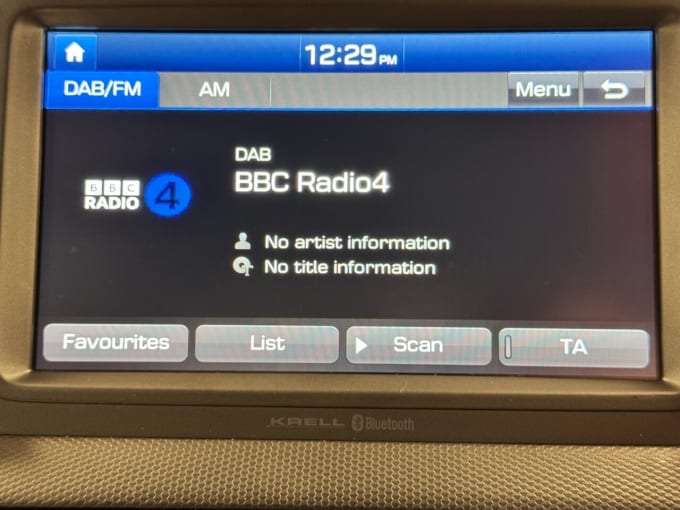 12:29 PM
DAB/FM AM Menu
DAB
BBC Radio4
BBC
RADIO 4
No artist information
No title information
Favourites List Scan TA
KRELL Bluetooth